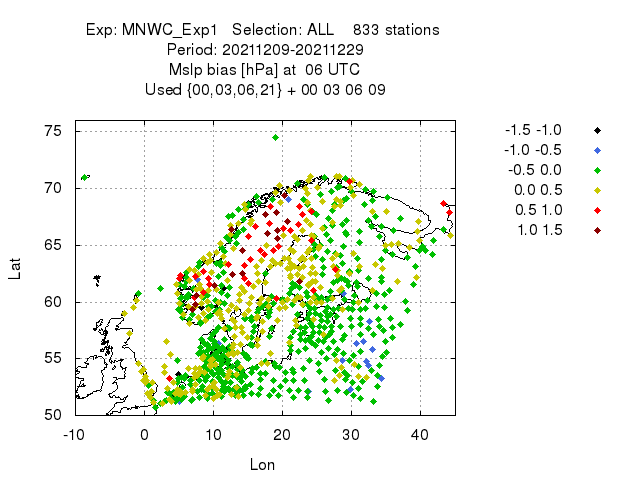 Exp: MNWC_Exp1   Selection: ALL    833 stations
Period: 20211209-20211229
Mslp bias [hPa] at  06 UTC
Used {00,03,06,21} + 00 03 06 09
75
70
65
60
55
50
Lat
-10 0 10 20 30 40
Lon
-1.5 -1.0
-1.0 -0.5
-0.5 0.0
0.0 0.5
0.5 1.0
1.0 1.5